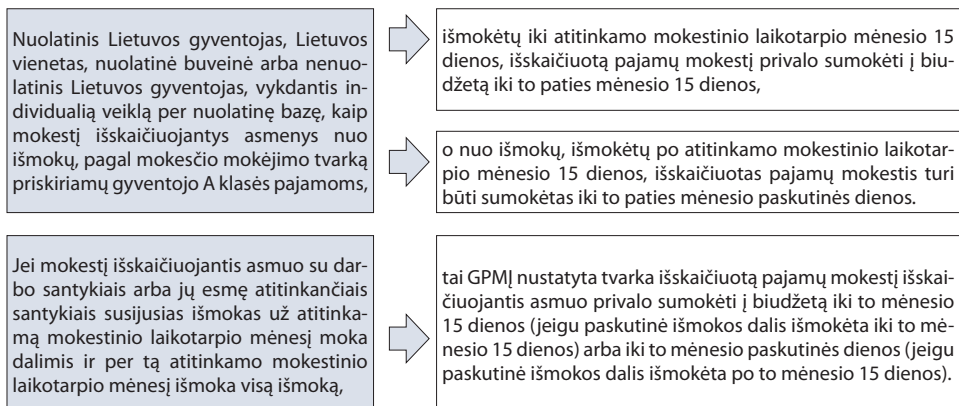 Nuolatinis Lietuvos gyventojas, Lietuvos
vienetas, nuolatinė buveinė arba nenuo-
latinis Lietuvos gyventojas, vykdantis in-
dividualią veiklą per nuolatinę bazę, kaip
mokestį išskaičiuojantys asmenys nuo
išmokų, pagal mokesčio mokėjimo tvarką
priskiriamų gyventojo A klasės pajamoms,
išmokėtų iki atitinkamo mokestinio laikotarpio mėnesio 15
dienos, išskaičiuotą pajamų mokestį privalo sumokėti į biu-
džetą iki to paties mėnesio 15 dienos,
o nuo išmokų, išmokėtų po atitinkamo mokestinio laikotar-
pio mėnesio 15 dienos, išskaičiuotas pajamų mokestis turi
būti sumokėtas iki to paties mėnesio paskutinės dienos.
Jei mokestį išskaičiuojantis asmuo su dar-
bo santykiais arba jų esmę atitinkančiais
santykiais susijusias išmokas už atitinka-
mą mokestinio laikotarpio mėnesį moka
dalimis ir per tą atitinkamo mokestinio
laikotarpio mėnesį išmoka visą išmoką,
tai GPMĮ nustatyta tvarka išskaičiuotą pajamų mokestį išskai-
čiuojantis asmuo privalo sumokėti į biudžetą iki to mėnesio
15 dienos (jeigu paskutinė išmokos dalis išmokėta iki to mė-
nesio 15 dienos) arba iki to mėnesio paskutinės dienos (jeigu
paskutinė išmokos dalis išmokėta po to mėnesio 15 dienos).